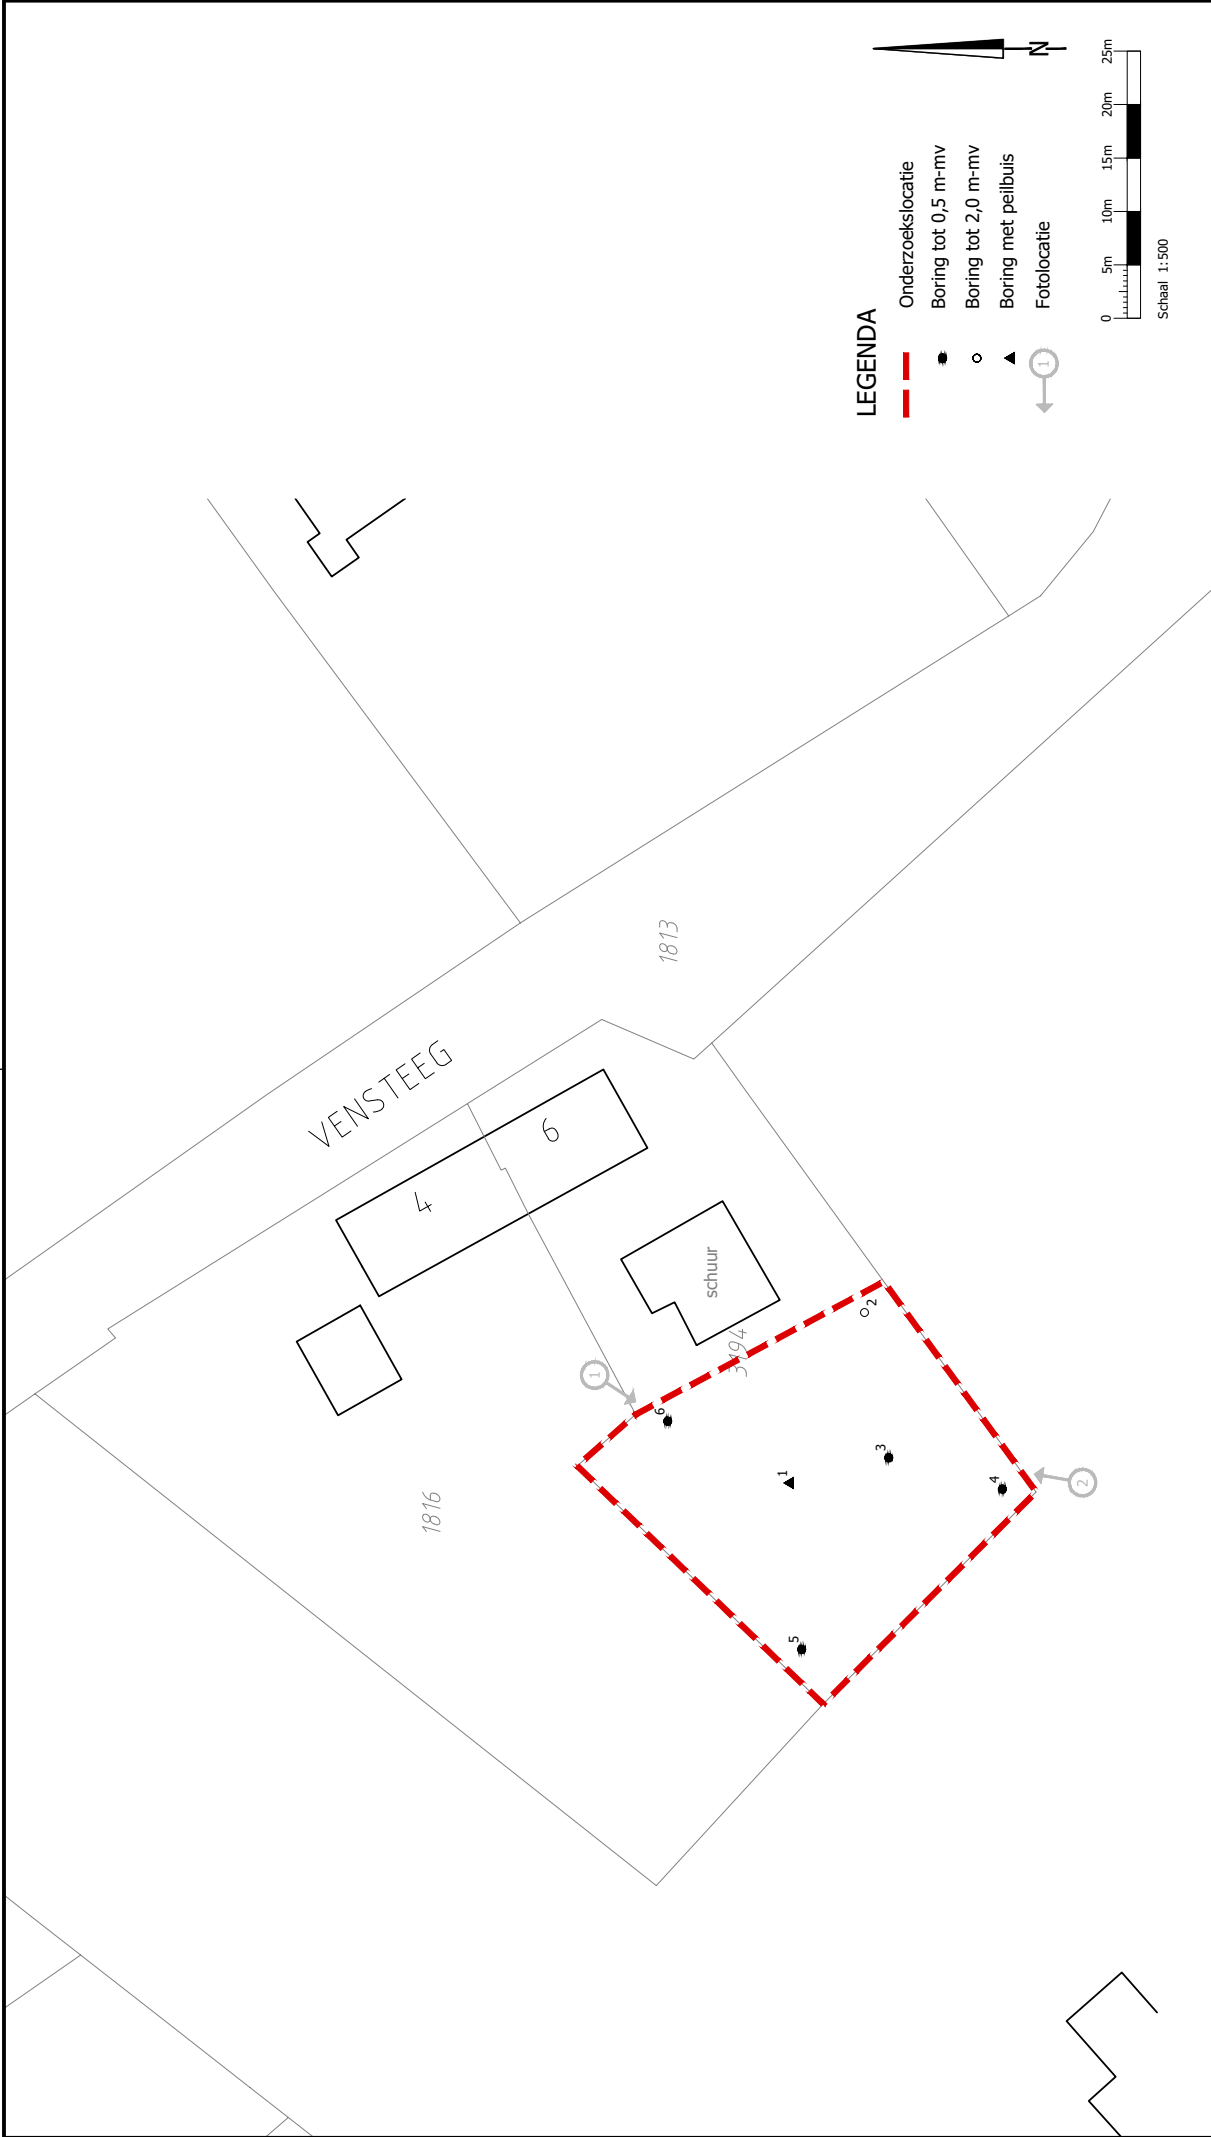 VENSTEEG
4
6
1813
schuur
3494
1816
1
6
2
1
3
4
2
5
LEGENDA
Onderzoekslocatie
Boring tot 0,5 m-mv
Boring tot 2,0 m-mv
Boring met peilbuis
1 Fotolocatie
N
0 5m 10m 15m 20m 25m
Schaal 1:500